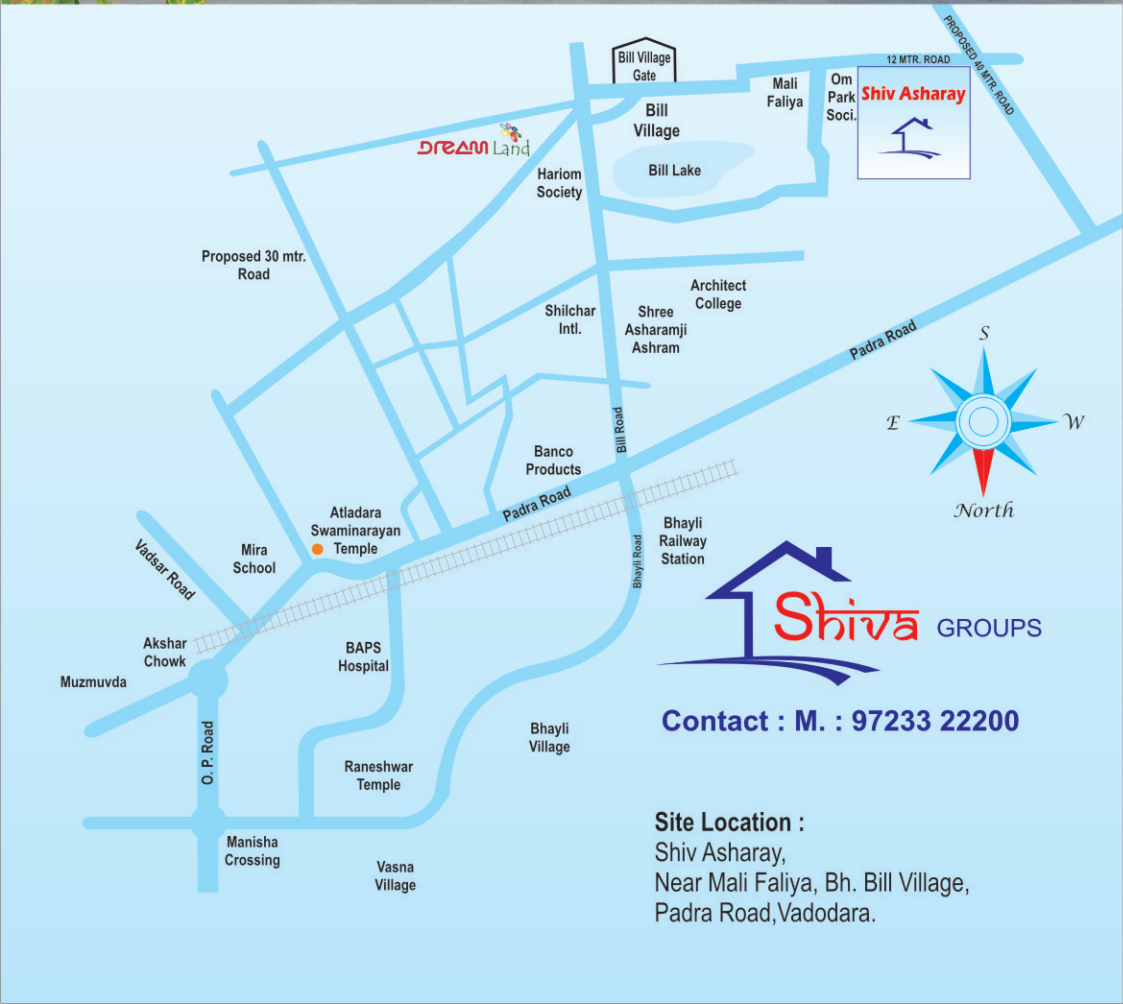 Bill Village
Gate
12 MTR. ROAD
PROPOSED 40 MTR. ROAD
Mali
Faliya
Om
Park
Soci.
Shiv Asharay
Bill
Village
DREAM Land
Hariom
Society
Bill Lake
Proposed 30 mtr.
Road
Shilchar
Intl.
Shree
Asharamji
Ashram
Architect
College
Padra Road
S
E
W
North
Bill Road
Banco
Products
Padra Road
Atladara
Swaminarayan
Temple
Mira
School
Vadsar Road
Bhayli
Railway
Station
Bhayli Road
Akshar
Chowk
Muzmuvda
BAPS
Hospital
Shiva GROUPS
Contact : M. : 97233 22200
O. P. Road
Raneshwar
Temple
Bhayli
Village
Manisha
Crossing
Vasna
Village
Site Location :
Shiv Asharay,
Near Mali Faliya, Bh. Bill Village,
Padra Road,Vadodara.